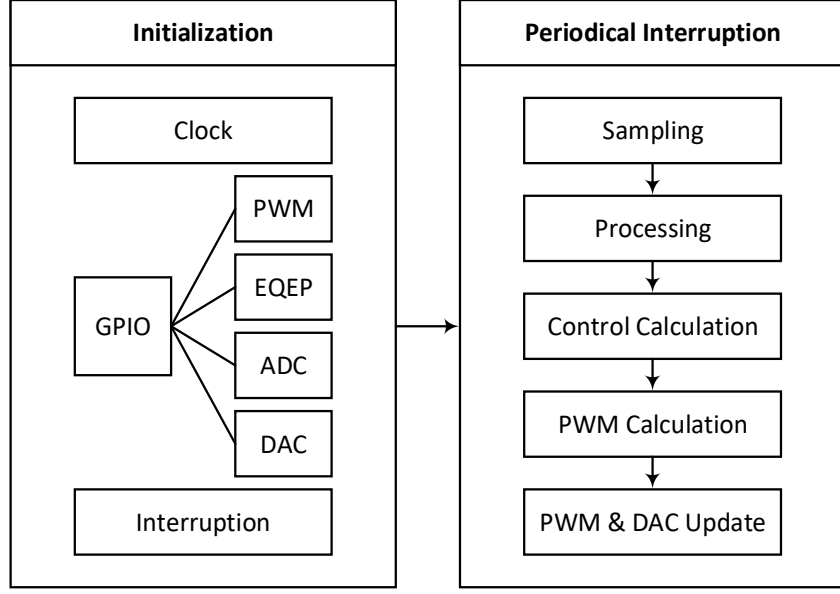 Initialization
Clock
PWM
EQEP
GPIO
ADC
DAC
Interruption
Periodical Interruption
Sampling
Processing
Control Calculation
PWM Calculation
PWM & DAC Update